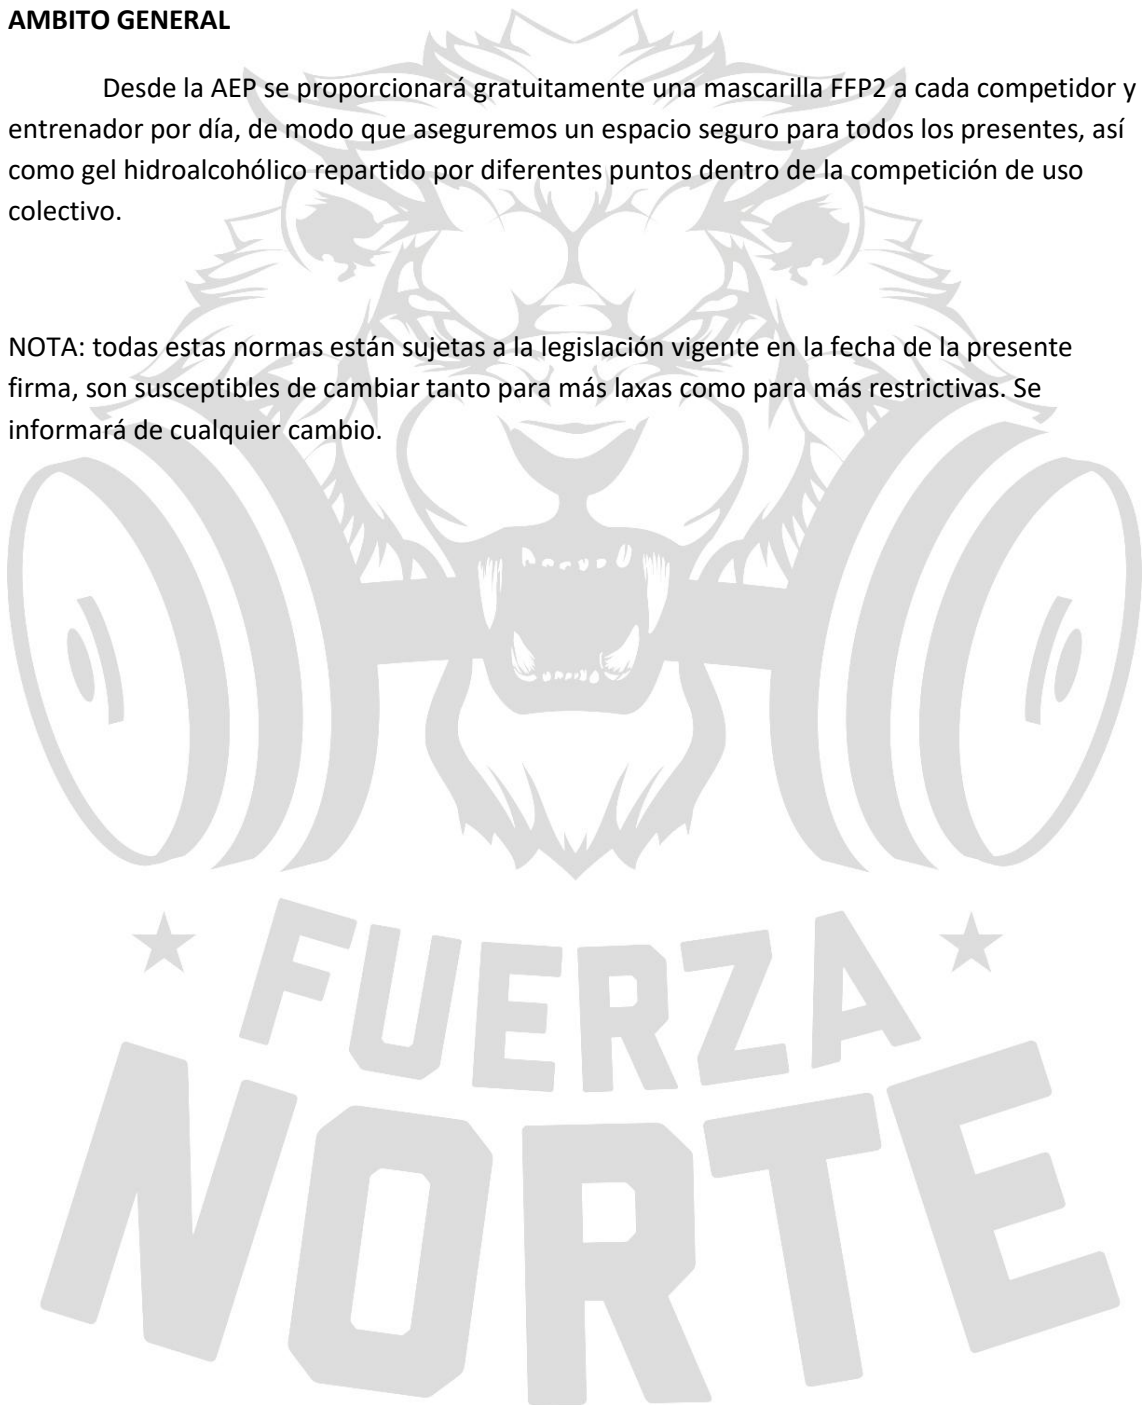 AMBITO GENERAL
Desde la AEP se proporcionará gratuitamente una mascarilla FFP2 a cada competidor y
entrenador por día, de modo que aseguremos un espacio seguro para todos los presentes, así
como gel hidroalcohólico repartido por diferentes puntos dentro de la competición de uso
colectivo.
NOTA: todas estas normas están sujetas a la legislación vigente en la fecha de la presente
firma, son susceptibles de cambiar tanto para más laxas como para más restrictivas. Se
informará de cualquier cambio.
FUERZA
NORTE